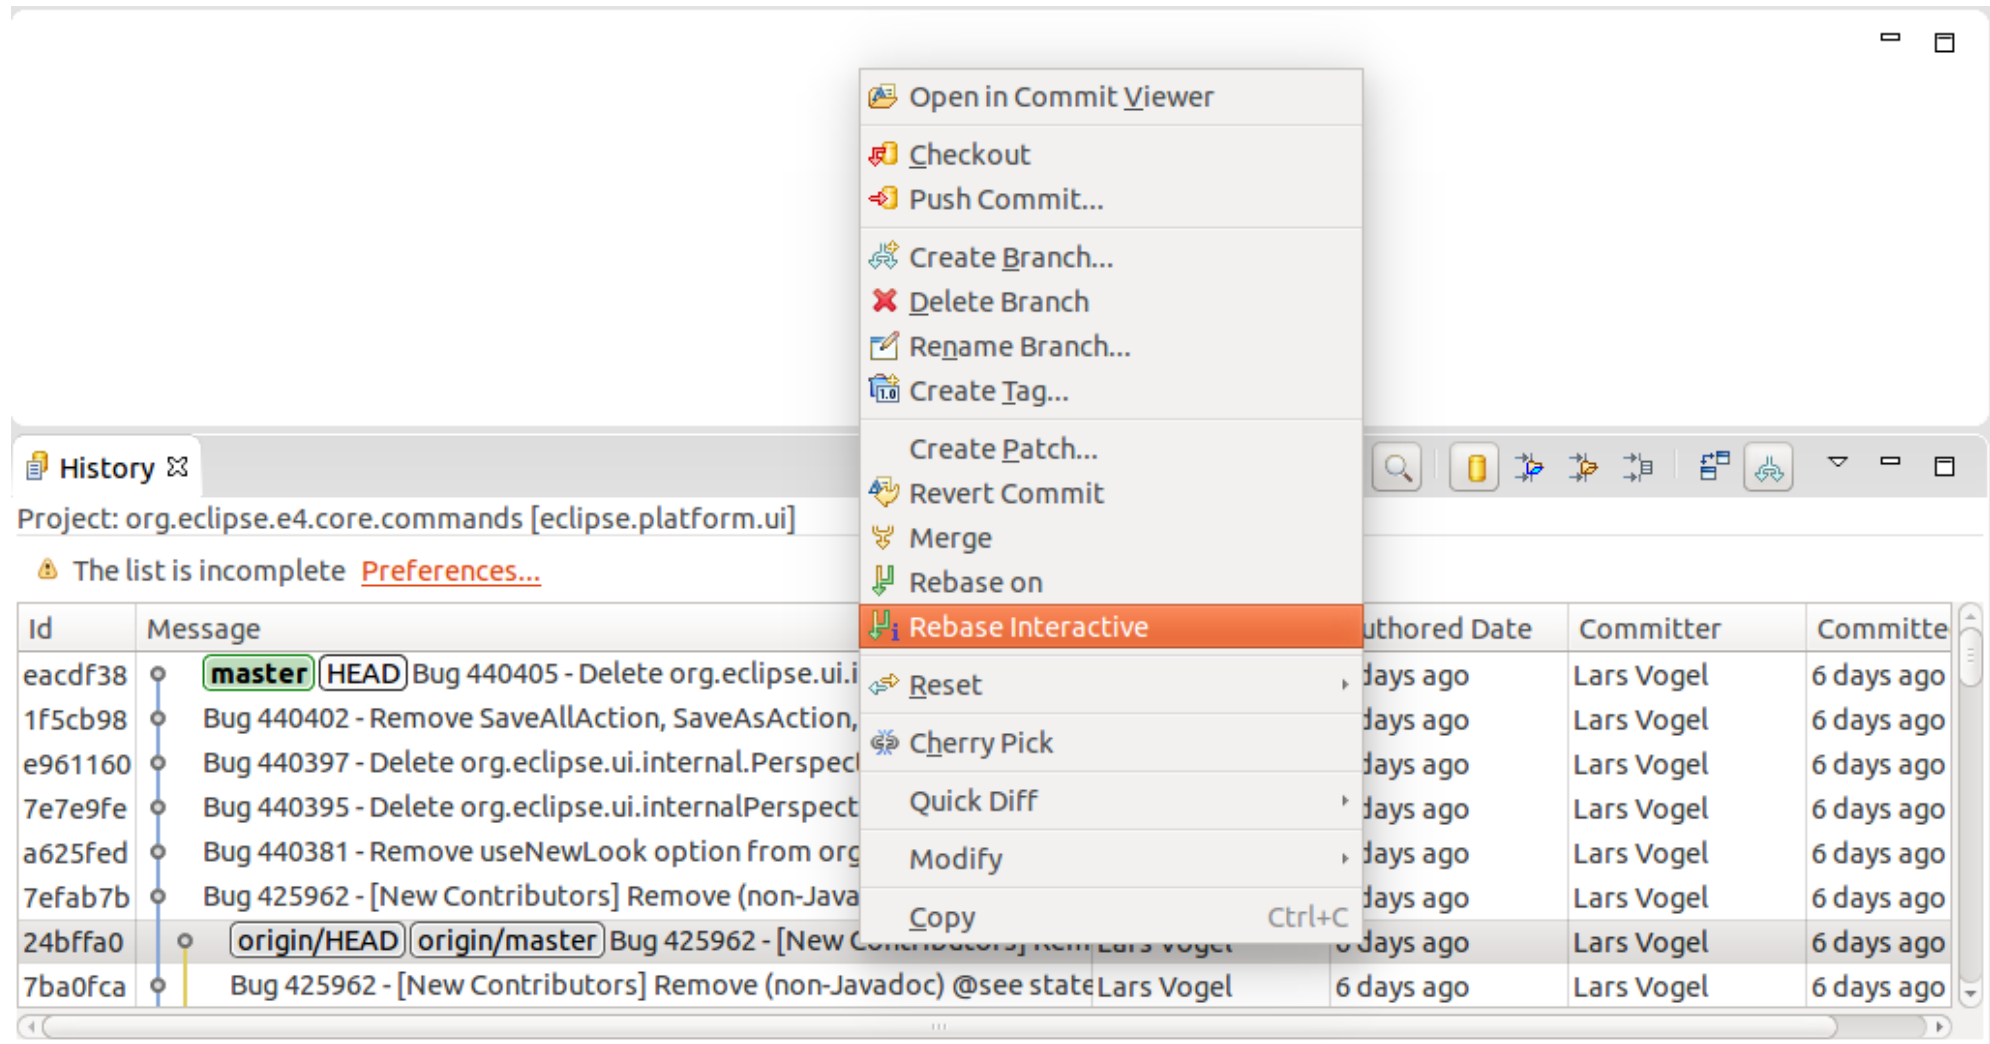 Open in Commit Viewer
Checkout
Push Commit...
Create Branch...
Delete Branch
Rename Branch...
1.0 Create Tag...
Create Patch...
Revert Commit
Merge
Rebase on
Rebase Interactive
Reset
Cherry Pick
Quick Diff
Modify
Copy Ctrl+C
History
Project: org.eclipse.e4.core.commands [eclipse.platform.ui]
The list is incomplete Preferences...
Id Message uthored Date Committer Committe
eacdf38 master HEAD Bug 440405 - Delete org.eclipse.ui.i days ago Lars Vogel 6 days ago
1f5cb98 Bug 440402 - Remove SaveAllAction, SaveAsAction, days ago Lars Vogel 6 days ago
e961160 Bug 440397 - Delete org.eclipse.ui.internal.Perspec days ago Lars Vogel 6 days ago
7e7e9fe Bug 440395 - Delete org.eclipse.ui.internalPerspect days ago Lars Vogel 6 days ago
a625fed Bug 440381 - Remove useNewLook option from org days ago Lars Vogel 6 days ago
7efab7b Bug 425962 - [New Contributors] Remove (non-Java days ago Lars Vogel 6 days ago
24bffa0 origin/HEAD origin/master Bug 425962 - [New Contributors] Rem Lars Vogel 6 days ago Lars Vogel 6 days ago
7ba0fca Bug 425962 - [New Contributors] Remove (non-Javadoc) @see state Lars Vogel 6 days ago Lars Vogel 6 days ago